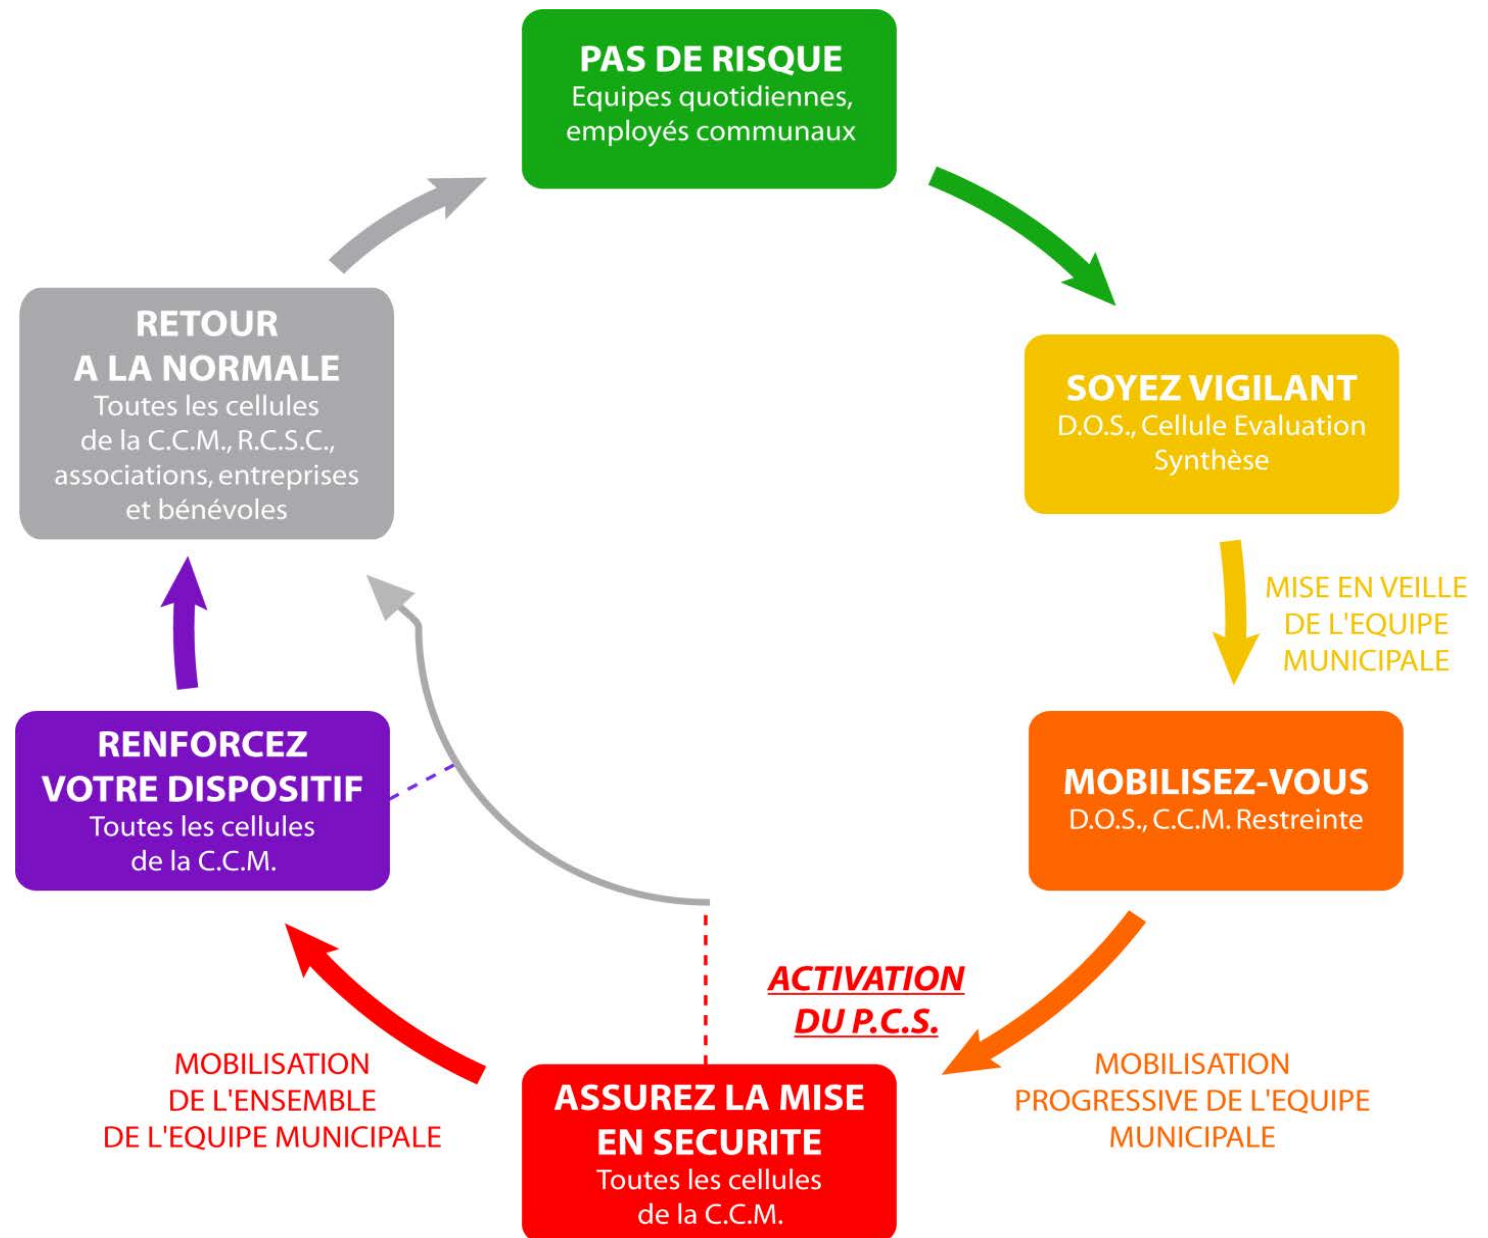 PAS DE RISQUE
Equipes quotidiennes,
employés communaux
SOYEZ VIGILANT
D.O.S., Cellule Evaluation
Synthèse
MISE EN VEILLE
DE L'EQUIPE
MUNICIPALE
MOBILISEZ-VOUS
D.O.S., C.C.M. Restreinte
MOBILISATION
PROGRESSIVE DE L'EQUIPE
MUNICIPALE
ACTIVATION
DU P.C.S.
ASSUREZ LA MISE
EN SECURITE
Toutes les cellules
de la C.C.M.
MOBILISATION
DE L'ENSEMBLE
DE L'EQUIPE MUNICIPALE
RENFORCEZ
VOTRE DISPOSITIF
Toutes les cellules
de la C.C.M.
RETOUR
A LA NORMALE
Toutes les cellules
de la C.C.M., R.C.S.C.,
associations, entreprises
et bénévoles